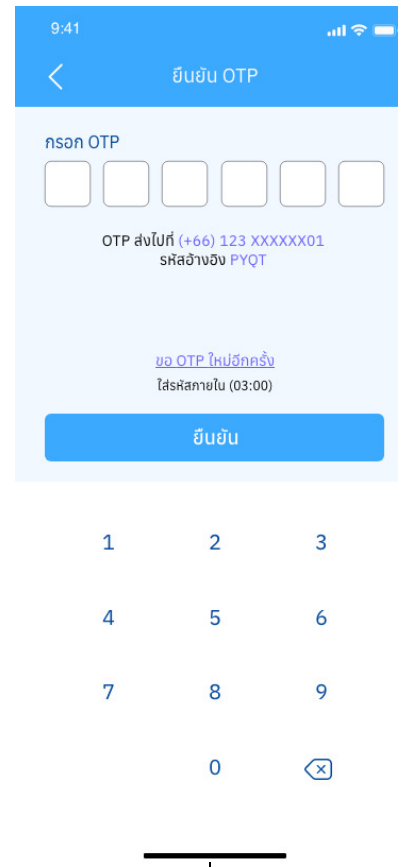 9:41
ยืนยัน OTP
กรอก OTP
OTP ส่งไปที่ (+66) 123 XXXXXX01
รหัสอ้างอิง PYQT
ขอ OTP ใหม่อีกครั้ง
ใส่รหัสภายใน (03:00)
ยืนยัน
1 2 3
4 5 6
7 8 9
0